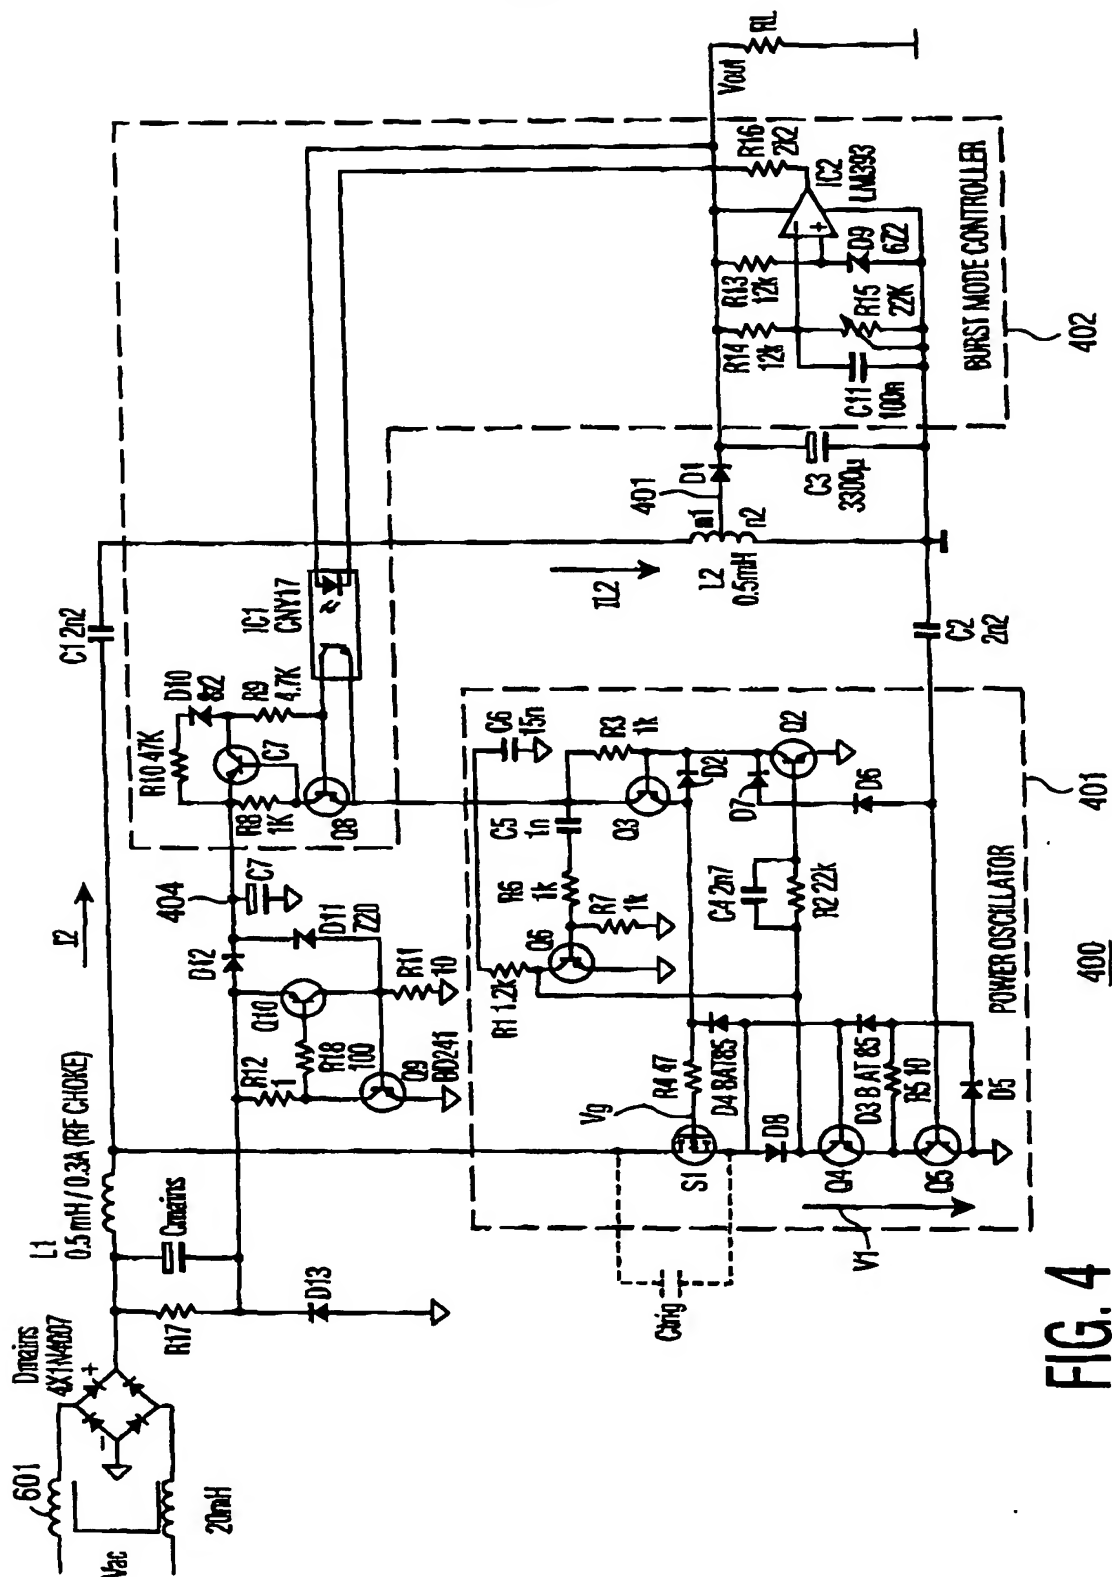 601
Vac
20mH
Dmains
4X1N4007
+
−
L1
0.5mH / 0.3A (RF CHOKE)
Cmains
R17
D13
I2
C1 2n2
R12
1
Q10
R18
100
Q9
BD241
D12
404
C7
D11
Z20
R11
10
R10 47K
D10
8z2
R8
1K
C7
R9
4.7K
Q8
IC1
CNY17
IL2
L2
0.5mH
n1
n2
401
D1
C3
3300µ
R14
12k
R13
12k
C11
100n
R15
22K
D9
6Z2
−
+
IC2
LM393
R16
2k2
Vout
RL
BURST MODE CONTROLLER
402
Ctrig
S1
Vg
R4 47
R1 1.2k
Q6
R6
1k
R7
1k
C5
1n
C6
15n
R3
1k
Q3
D2
D7
Q2
C4 2n7
R2 22k
D6
D4 BAT85
D8
Q4
D3 BAT 85
R5 10
Q5
D5
V1
C2
2n2
POWER OSCILLATOR
401
400
FIG. 4